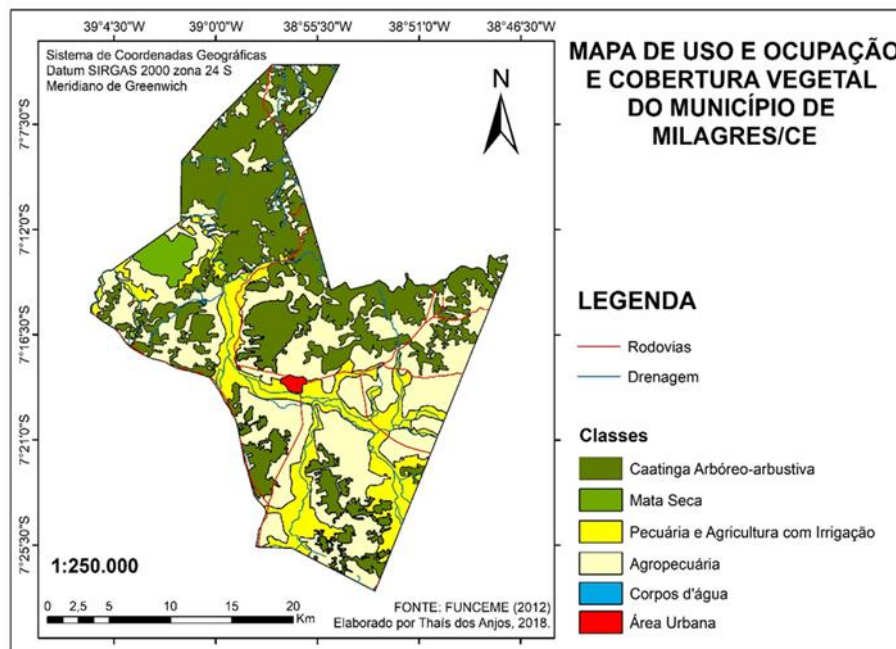 39°4'30"W 39°0'0"W 38°55'30"W 38°51'0"W 38°46'30"W
Sistema de Coordenadas Geográficas
Datum SIRGAS 2000 zona 24 S
Meridiano de Greenwich
N
7°7'30"S
7°12'0"S
7°16'30"S
7°21'0"S
7°25'30"S
1:250.000
0 2,5 5 10 15 20
Km
FONTE: FUNCEME (2012)
Elaborado por Thaís dos Anjos, 2018.
MAPA DE USO E OCUPAÇÃO
E COBERTURA VEGETAL
DO MUNICÍPIO DE
MILAGRES/CE
LEGENDA
Rodovias
Drenagem
Classes
Caatinga Arbóreo-arbustiva
Mata Seca
Pecuária e Agricultura com Irrigação
Agropecuária
Corpos d'água
Área Urbana